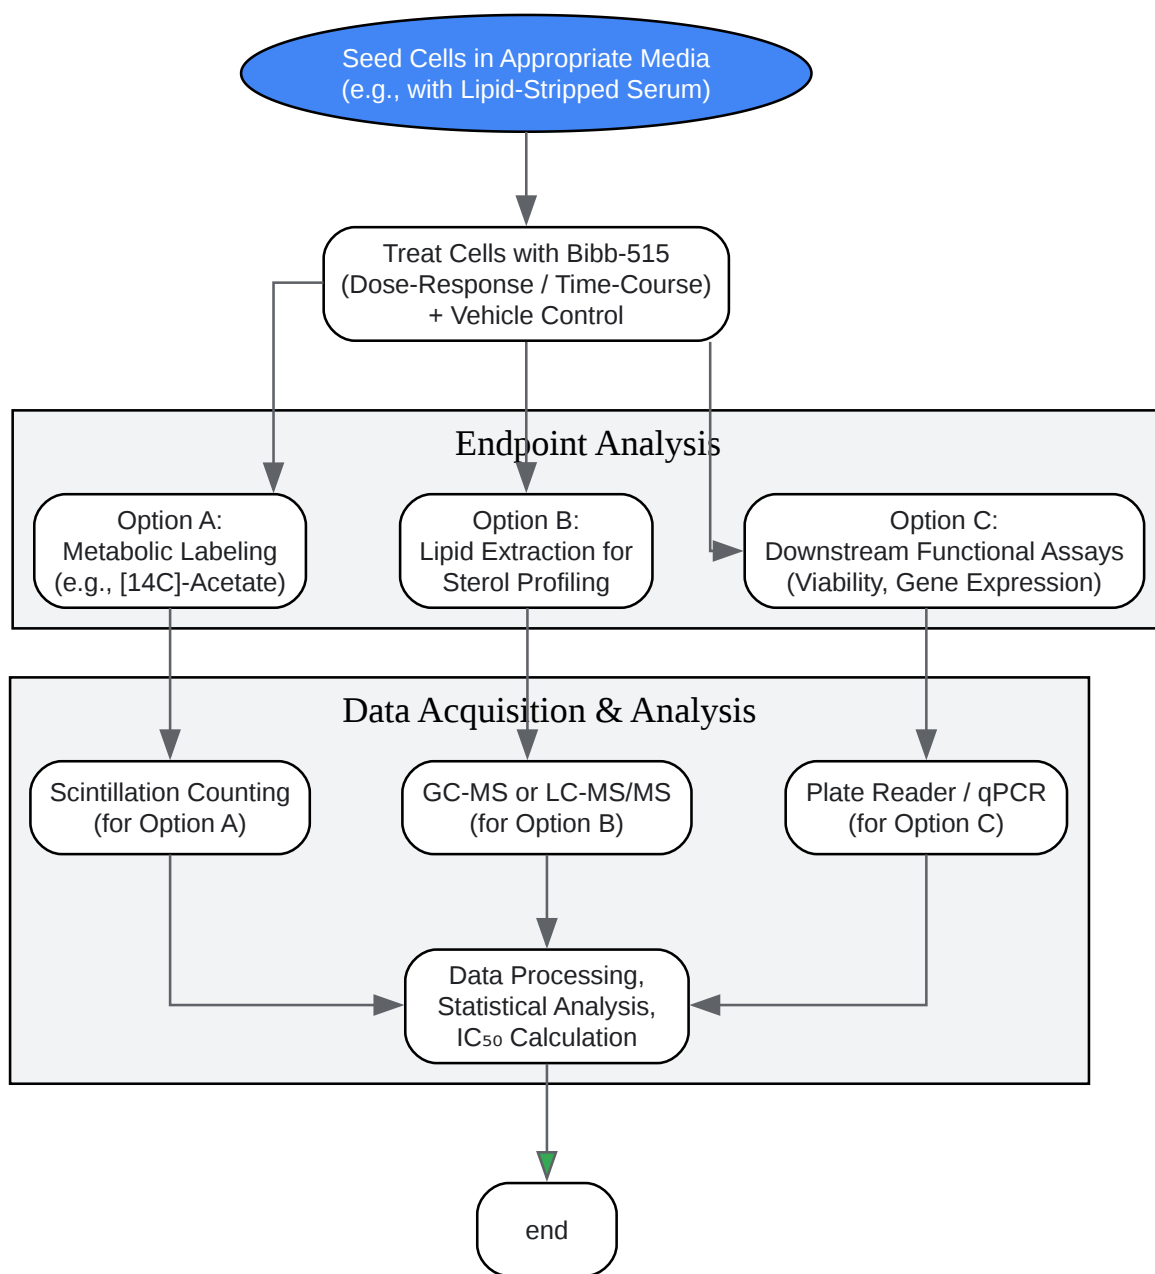 Seed Cells in Appropriate Media
(e.g., with Lipid-Stripped Serum)
Treat Cells with Bibb-515
(Dose-Response / Time-Course)
+ Vehicle Control
Endpoint Analysis
Option A:
Metabolic Labeling
(e.g., [14C]-Acetate)
Option B:
Lipid Extraction for
Sterol Profiling
Option C:
Downstream Functional Assays
(Viability, Gene Expression)
Data Acquisition & Analysis
Scintillation Counting
(for Option A)
GC-MS or LC-MS/MS
(for Option B)
Plate Reader / qPCR
(for Option C)
Data Processing,
Statistical Analysis,
IC₅₀ Calculation
end